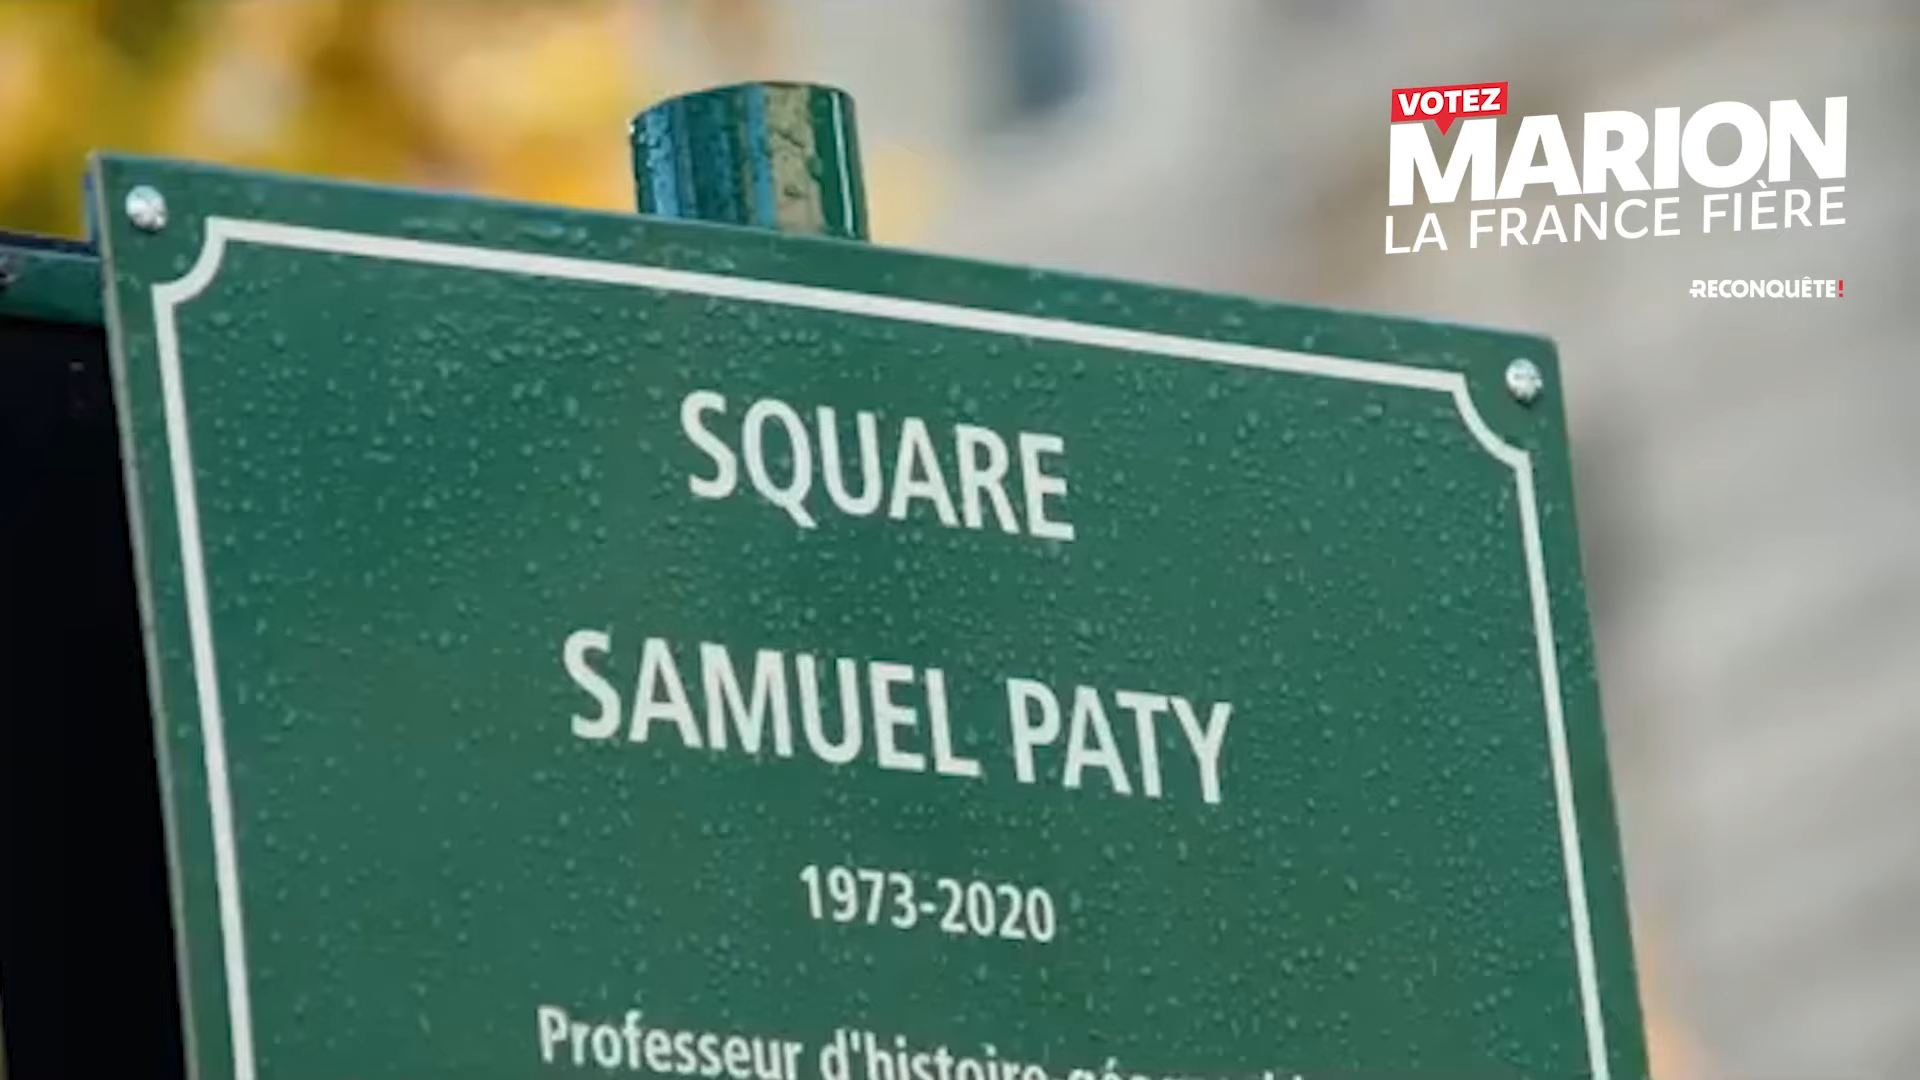 VOTEZ
MARION
LA FRANCE FIÈRE
RECONQUÊTE!
SQUARE
SAMUEL PATY
1973-2020
Professeur d'histoire